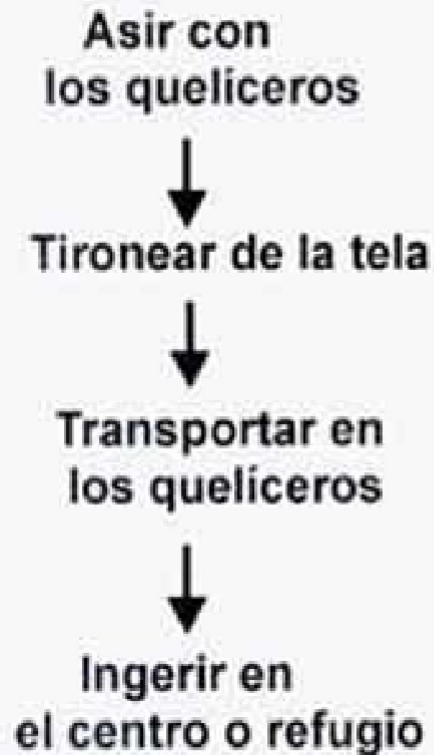 Asir con
los quelíceros
Tironear de la tela
Transportar en
los quelíceros
Ingerir en
el centro o refugio